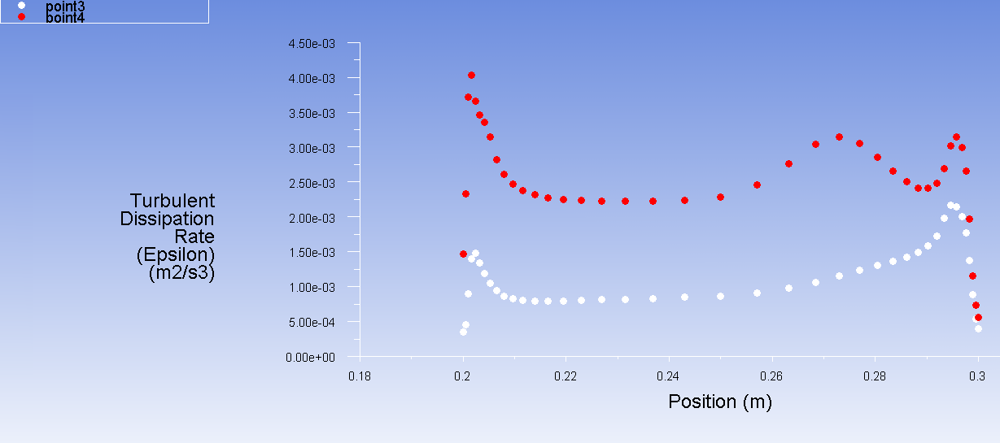 point3
boint4
4.50e-03
4.00e-03
3.50e-03
3.00e-03
2.50e-03
2.00e-03
1.50e-03
1.00e-03
5.00e-04
0.00e+00
Turbulent
Dissipation
Rate
(Epsilon)
(m2/s3)
0.18
0.2
0.22
0.24
0.26
0.28
0.3
Position (m)